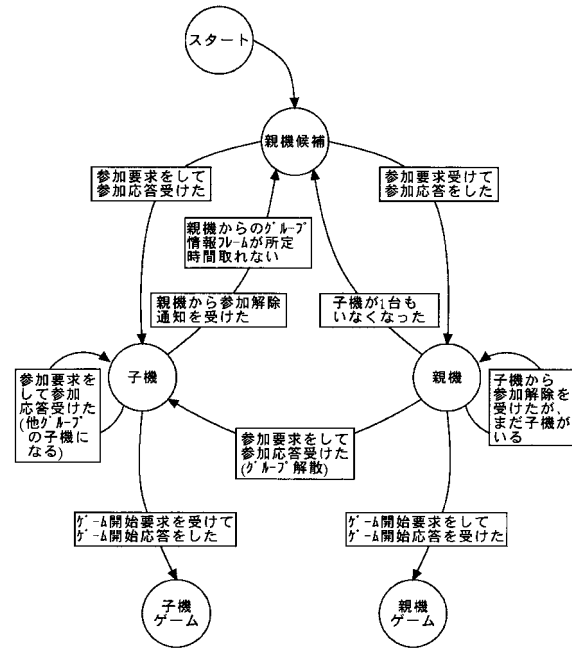 スタート
親機候補
参加要求をして
参加応答受けた
参加要求受けて
参加応答をした
親機からのｸﾞﾙｰﾌﾟ
情報ﾌﾚｰﾑが所定
時間取れない
親機から参加解除
通知を受けた
子機が1台も
いなくなった
子機
親機
参加要求を
して参加
応答受けた
(他ｸﾞﾙｰﾌﾟ
の子機に
なる)
子機から
参加解除を
受けたが、
まだ子機が
いる
参加要求をして
参加応答受けた
(ｸﾞﾙｰﾌﾟ解散)
ｹﾞｰﾑ開始要求を受けて
ｹﾞｰﾑ開始応答をした
ｹﾞｰﾑ開始要求をして
ｹﾞｰﾑ開始応答を受けた
子機
ゲーム
親機
ゲーム